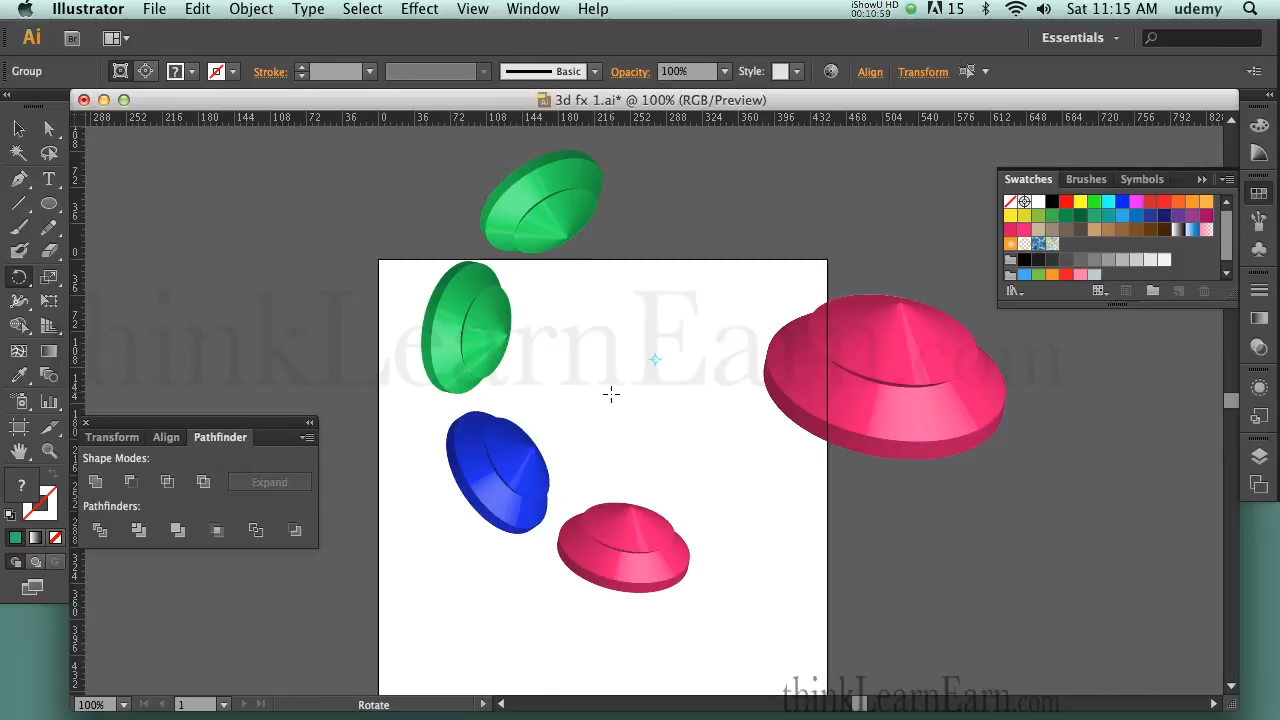 Illustrator File Edit Object Type Select Effect View Window Help iShowU HD 00:10:59 15 Sat 11:15 AM udemy
Ai Br Essentials
Group ? Stroke: Basic Opacity: 100% Style: Align Transform
3d fx 1.ai* @ 100% (RGB/Preview)
288 252 216 180 144 108 72 36 0 36 72 108 144 180 216 252 288 324 360 396 432 468 504 540 576 612 648 684 720 756 792 828
Swatches Brushes Symbols
thinkLearnEarn.com
Transform Align Pathfinder
Shape Modes:
Expand
Pathfinders:
?
100% 1 Rotate
thinkLearnEarn.com